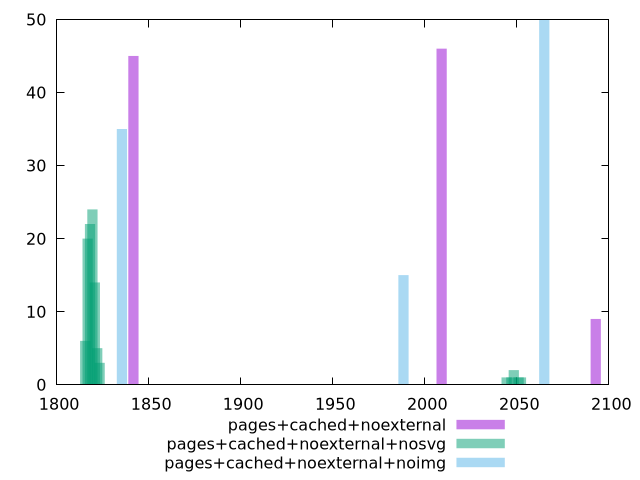 50
40
30
20
10
0
1800 1850 1900 1950 2000 2050 2100
pages+cached+noexternal
pages+cached+noexternal+nosvg
pages+cached+noexternal+noimg